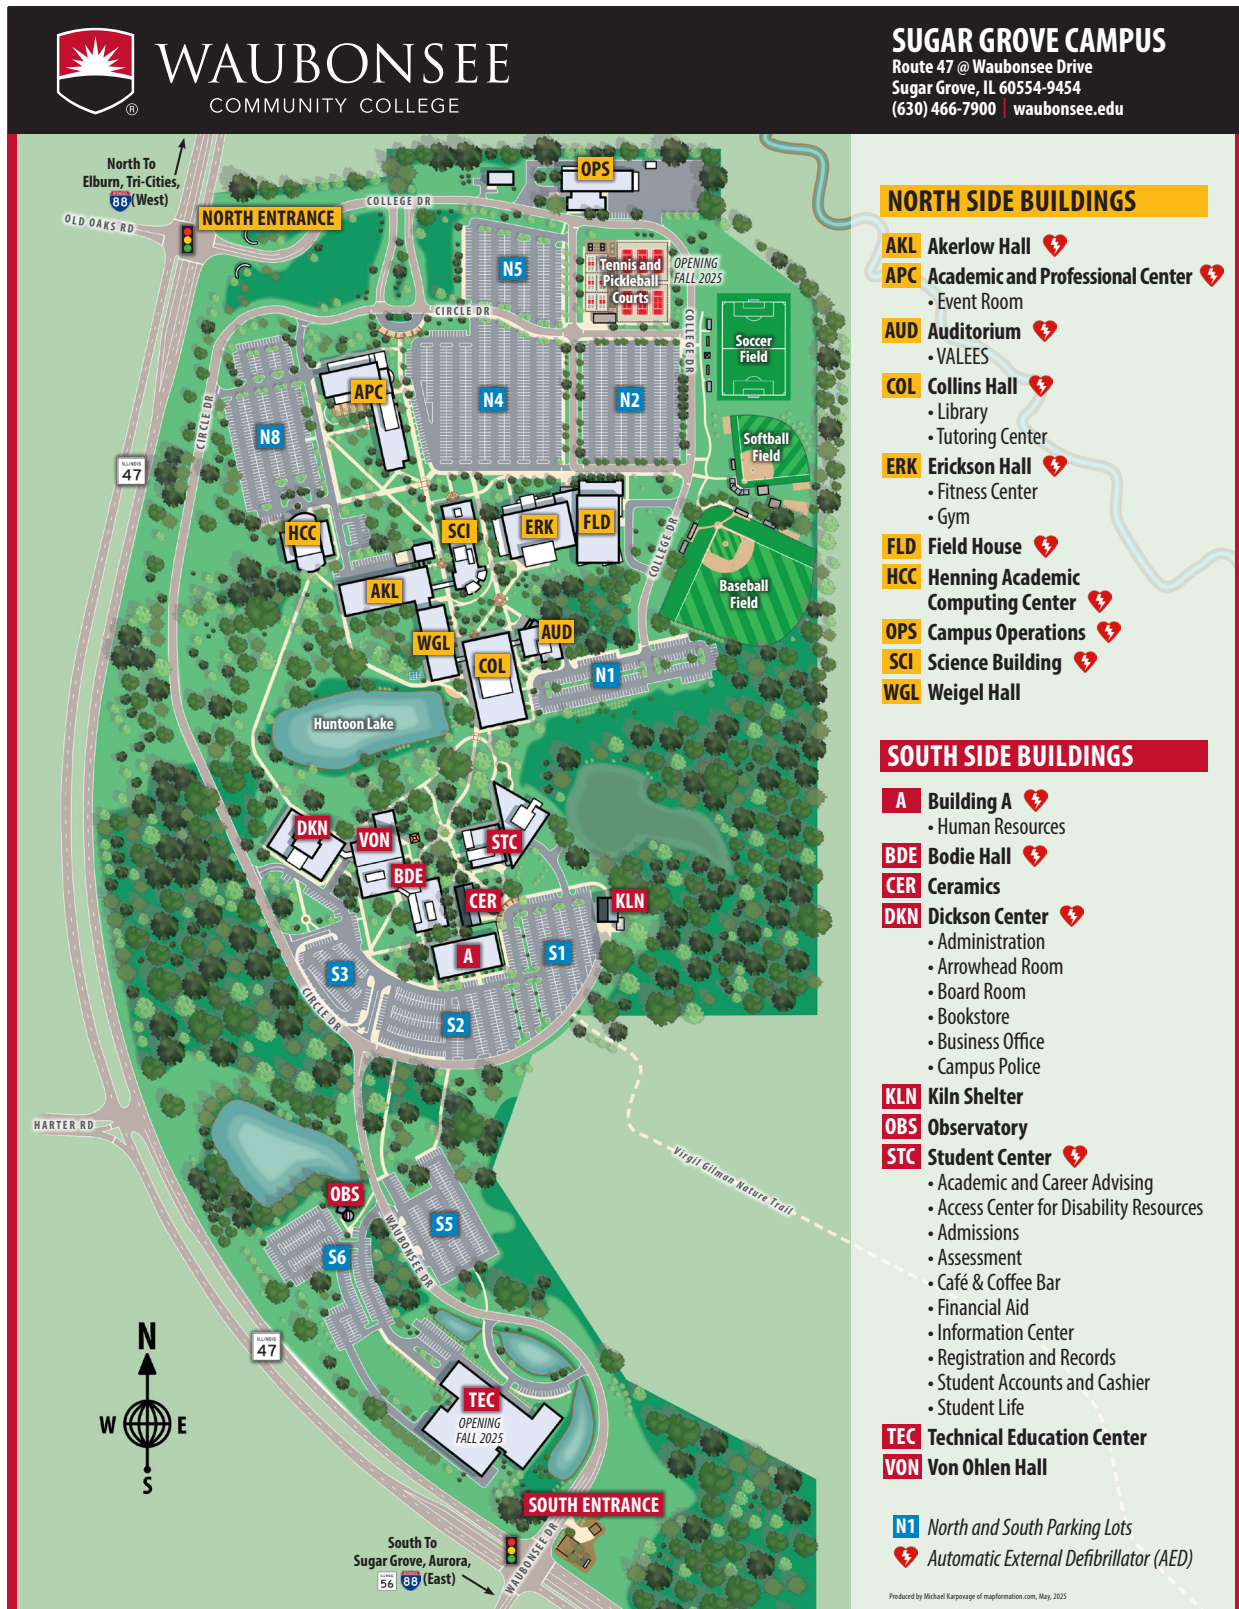 WAUBONSEE
COMMUNITY COLLEGE
®
SUGAR GROVE CAMPUS
Route 47 @ Waubonsee Drive
Sugar Grove, IL 60554-9454
(630) 466-7900 | waubonsee.edu
North To
Elburn, Tri-Cities,
88 (West)
OLD OAKS RD
NORTH ENTRANCE
COLLEGE DR
OPS
N5
Tennis and
Pickleball
Courts
OPENING
FALL 2025
CIRCLE DR
COLLEGE DR
Soccer
Field
APC
N4
N2
CIRCLE DR
N8
Softball
Field
ILLINOIS
47
HCC
SCI
ERK
FLD
COLLEGE DR
AKL
Baseball
Field
WGL
AUD
COL
N1
Huntoon Lake
DKN
VON
STC
BDE
CER
KLN
A
S1
S3
CIRCLE DR
S2
HARTER RD
Virgil Gilman Nature Trail
OBS
S5
WAUBONSEE DR
S6
N
W
E
S
ILLINOIS
47
TEC
OPENING
FALL 2025
SOUTH ENTRANCE
South To
Sugar Grove, Aurora,
ILLINOIS
56 88 (East)
WAUBONSEE DR
NORTH SIDE BUILDINGS
AKL Akerlow Hall
APC Academic and Professional Center
• Event Room
AUD Auditorium
• VALEES
COL Collins Hall
• Library
• Tutoring Center
ERK Erickson Hall
• Fitness Center
• Gym
FLD Field House
HCC Henning Academic
Computing Center
OPS Campus Operations
SCI Science Building
WGL Weigel Hall
SOUTH SIDE BUILDINGS
A Building A
• Human Resources
BDE Bodie Hall
CER Ceramics
DKN Dickson Center
• Administration
• Arrowhead Room
• Board Room
• Bookstore
• Business Office
• Campus Police
KLN Kiln Shelter
OBS Observatory
STC Student Center
• Academic and Career Advising
• Access Center for Disability Resources
• Admissions
• Assessment
• Café & Coffee Bar
• Financial Aid
• Information Center
• Registration and Records
• Student Accounts and Cashier
• Student Life
TEC Technical Education Center
VON Von Ohlen Hall
N1 North and South Parking Lots
Automatic External Defibrillator (AED)
Produced by Michael Karpovage of mapformation.com, May, 2025